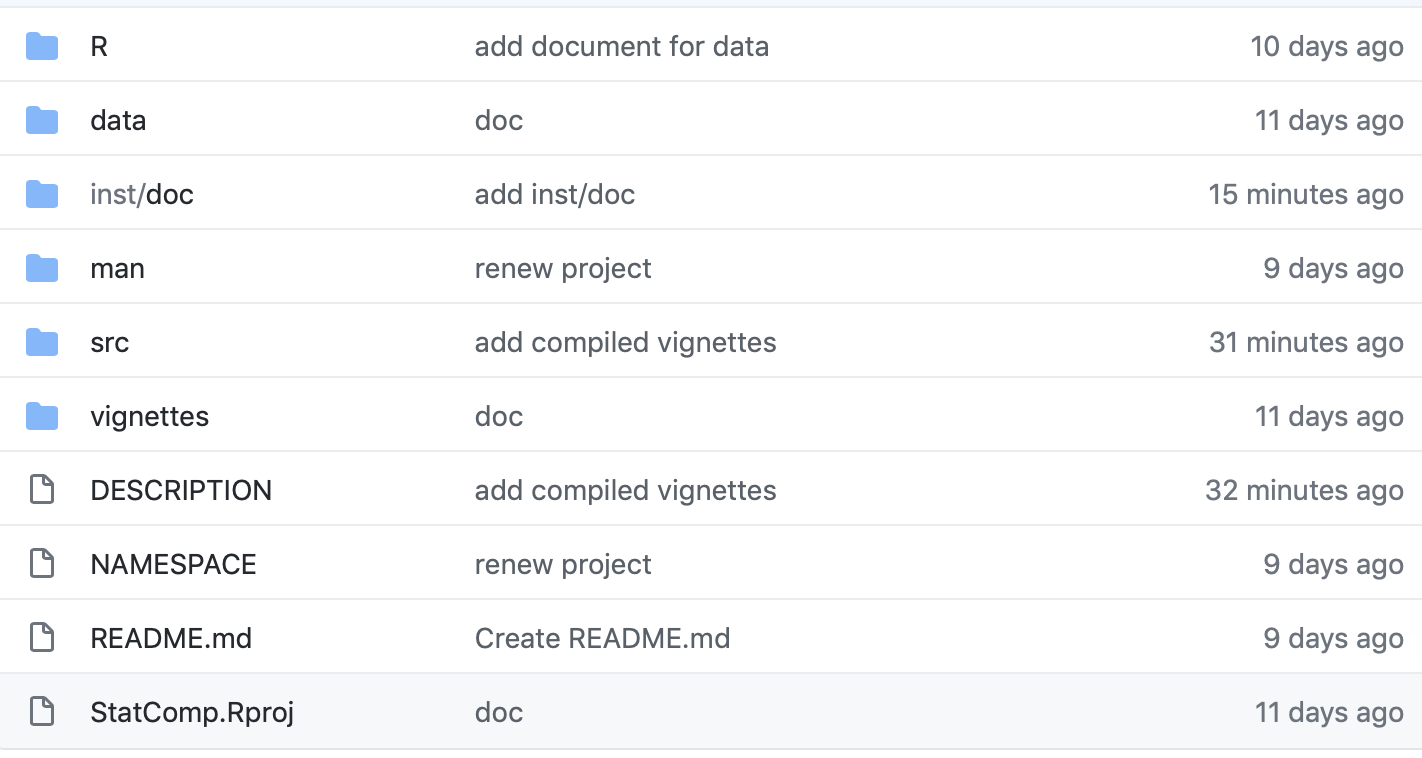 R add document for data 10 days ago
data doc 11 days ago
inst/doc add inst/doc 15 minutes ago
man renew project 9 days ago
src add compiled vignettes 31 minutes ago
vignettes doc 11 days ago
DESCRIPTION add compiled vignettes 32 minutes ago
NAMESPACE renew project 9 days ago
README.md Create README.md 9 days ago
StatComp.Rproj doc 11 days ago